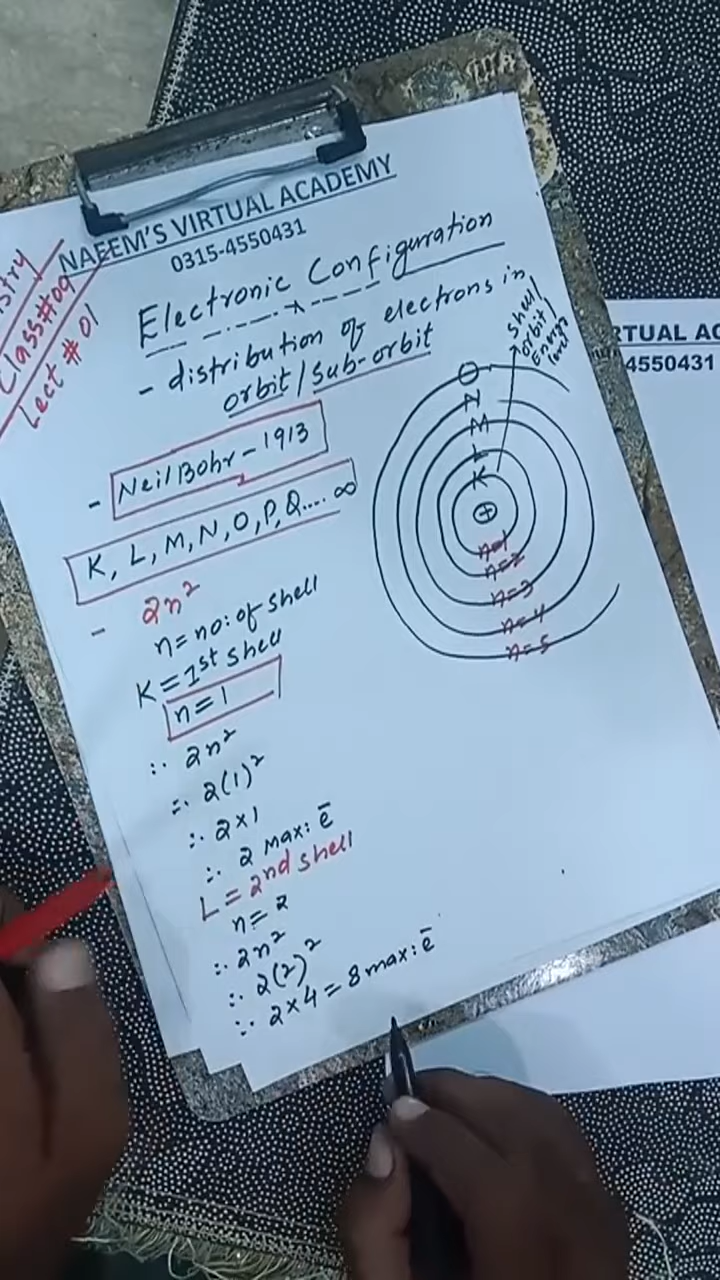 NAEEM'S VIRTUAL ACADEMY
0315-4550431
istry
Class#09
Lect # 01
Electronic Configuration
- distribution of electrons in
orbit/sub-orbit
- Neil Bohr - 1913
K, L, M, N, O, P, Q.... ∞
- 2n²
n = no: of shell
K = 1st shell
n = 1
∴ 2n²
∴ 2(1)²
∴ 2×1
∴ 2 max: ē
L = 2nd shell
n = 2
∴ 2n²
∴ 2(2)²
∴ 2×4 = 8 max: ē
shell/
orbit/
Energy
level
O
N
M
L
K
+
n=1
n=2
n=3
n=4
n=5
RTUAL AC
4550431